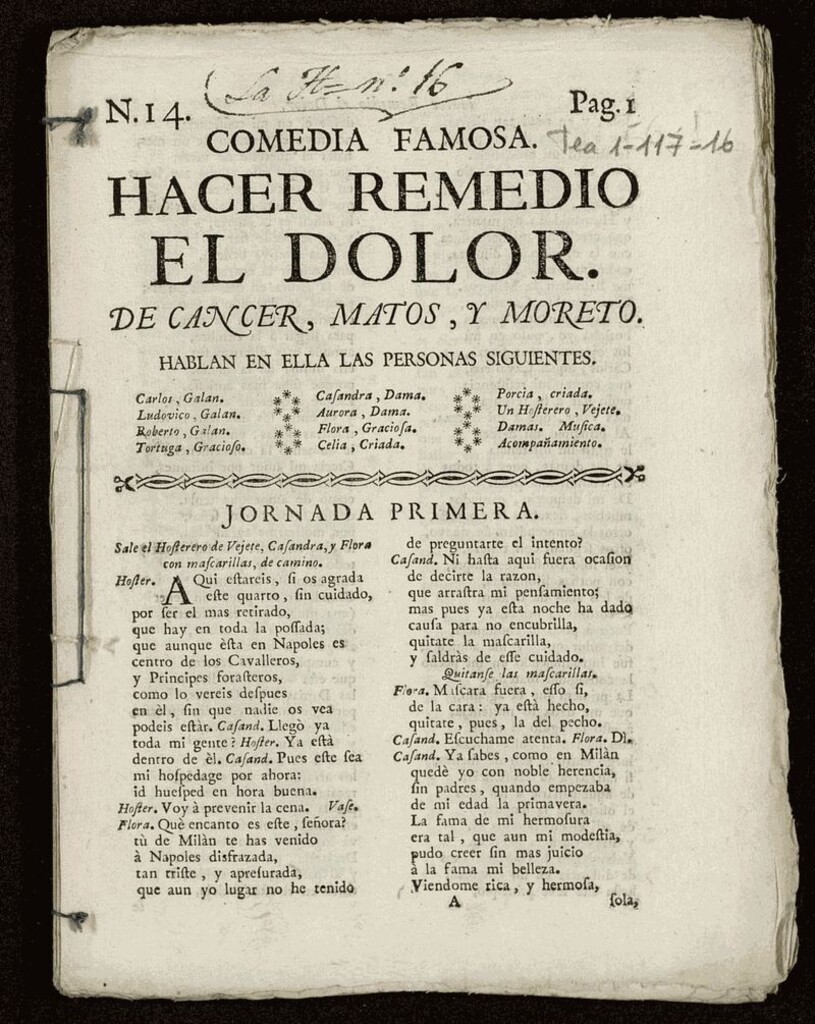 La H= n.º 16
N. 14. Pag. 1
COMEDIA FAMOSA. Tea 1-117-16
HACER REMEDIO
EL DOLOR.
DE CANCER, MATOS, Y MORETO.
HABLAN EN ELLA LAS PERSONAS SIGUIENTES.
Carlos, Galan.
Ludovico, Galan.
Roberto, Galan.
Tortuga, Gracioſo.
Caſandra, Dama.
Aurora, Dama.
Flora, Gracioſa.
Celia, Criada.
Porcia, criada.
Un Hoſterero, Vejete.
Damas. Muſica.
Acompañamiento.
JORNADA PRIMERA.
Sale el Hoſterero de Vejete, Caſandra, y Flora
con maſcarillas, de camino.
Hoſter. AQui eſtareis, ſi os agrada
eſte quarto, ſin cuidado,
por ſer el mas retirado,
que hay en toda la poſſada;
que aunque èſta en Napoles es
centro de los Cavalleros,
y Principes foraſteros,
como lo vereis deſpues
en èl, ſin que nadie os vea
podeis eſtàr. Caſand. Llegò ya
toda mi gente? Hoſter. Ya eſtà
dentro de èl. Caſand. Pues eſte ſea
mi hoſpedage por ahora:
id hueſped en hora buena.
Hoſter. Voy à prevenir la cena. Vaſe.
Flora. Què encanto es eſte, ſeñora?
tù de Milàn te has venido
à Napoles disfrazada,
tan triſte, y apreſurada,
que aun yo lugar no he tenido
de preguntarte el intento?
Caſand. Ni haſta aqui fuera ocaſion
de decirte la razon,
que arraſtra mi penſamiento;
mas pues ya eſta noche ha dado
cauſa para no encubrilla,
quitate la maſcarilla,
y ſaldràs de eſſe cuidado.
Quitanſe las maſcarillas.
Flora. Maſcara fuera, eſſo ſi,
de la cara: ya eſtà hecho,
quitate, pues, la del pecho.
Caſand. Eſcuchame atenta. Flora. Dì.
Caſand. Ya ſabes, como en Milàn
quedè yo con noble herencia,
ſin padres, quando empezaba
de mi edad la primavera.
La fama de mi hermoſura
era tal, que aun mi modeſtia,
pudo creer ſin mas juicio
à la fama mi belleza.
Viendome rica, y hermoſa,
A ſola,